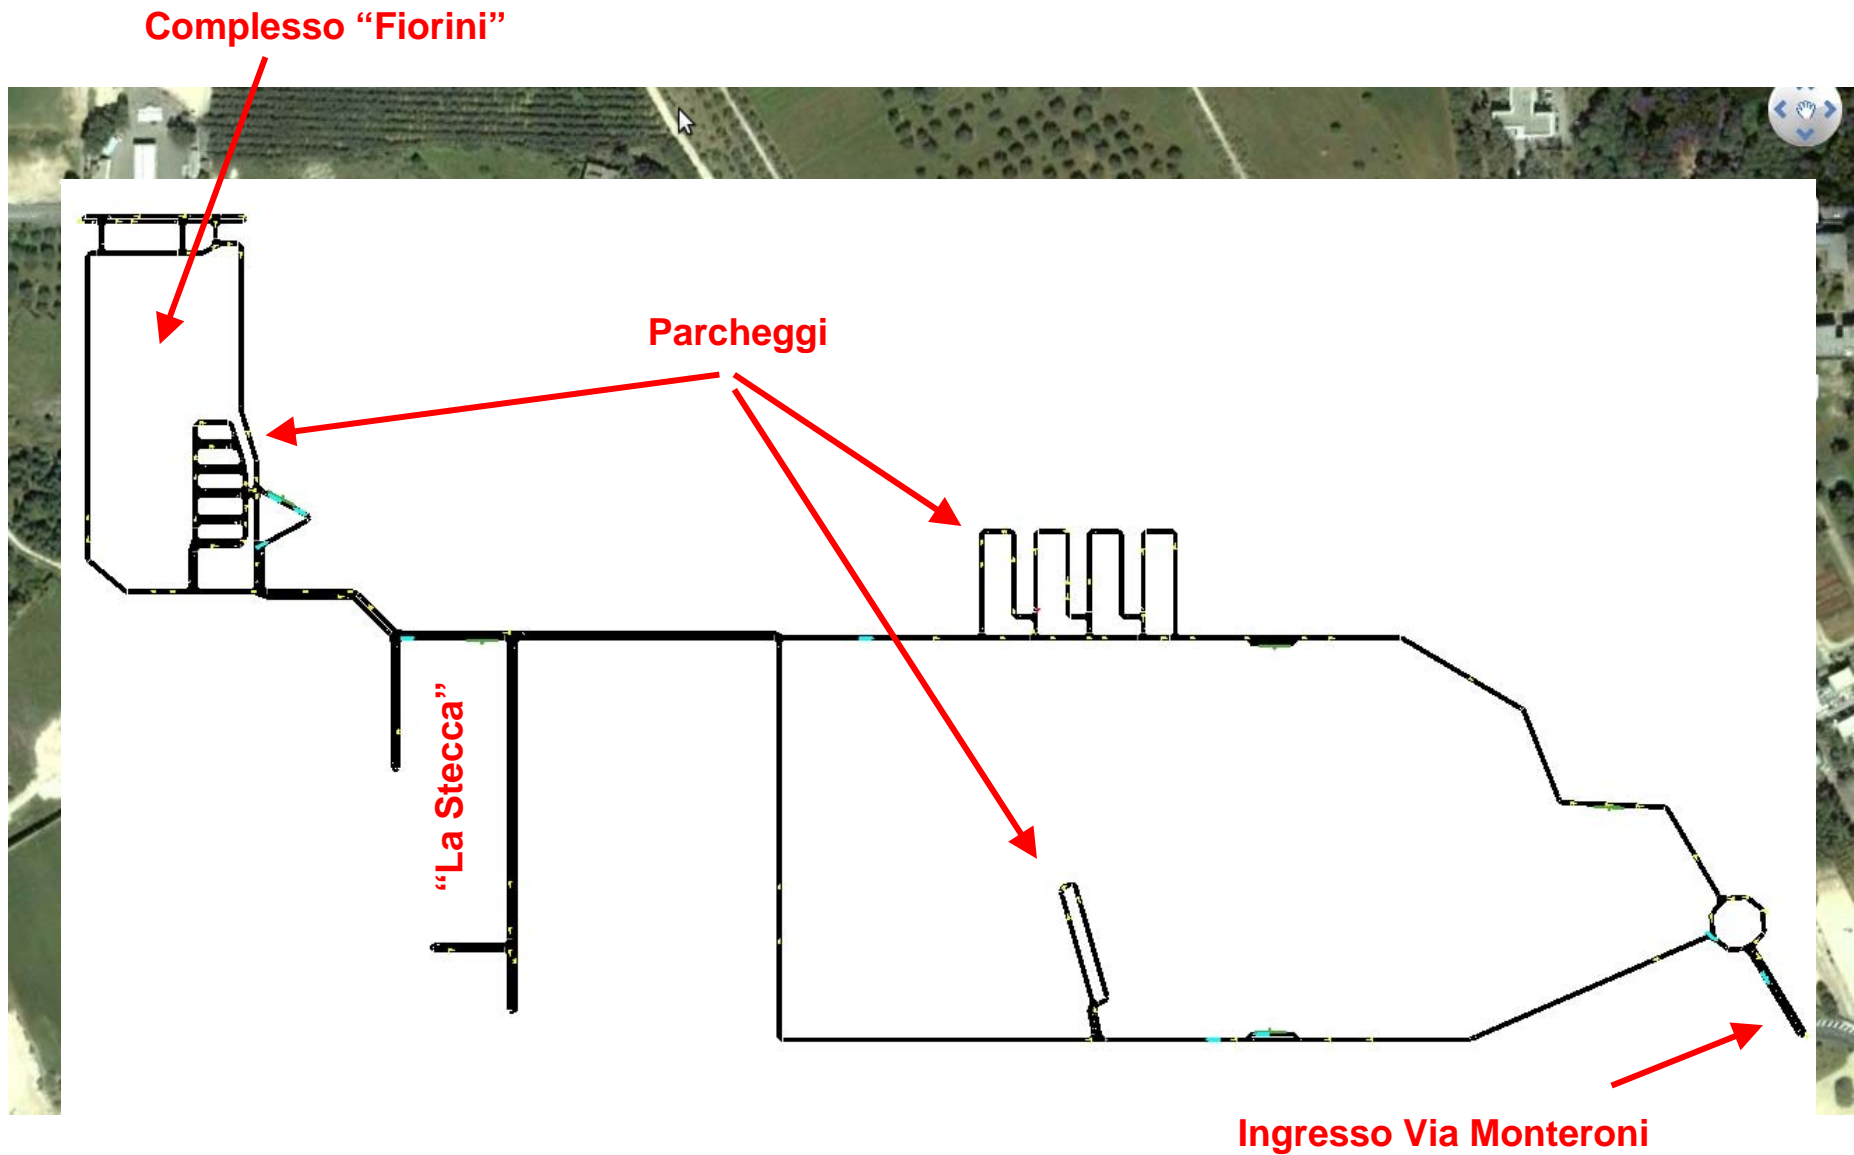 Complesso “Fiorini”
Parcheggi
“La Stecca”
Ingresso Via Monteroni